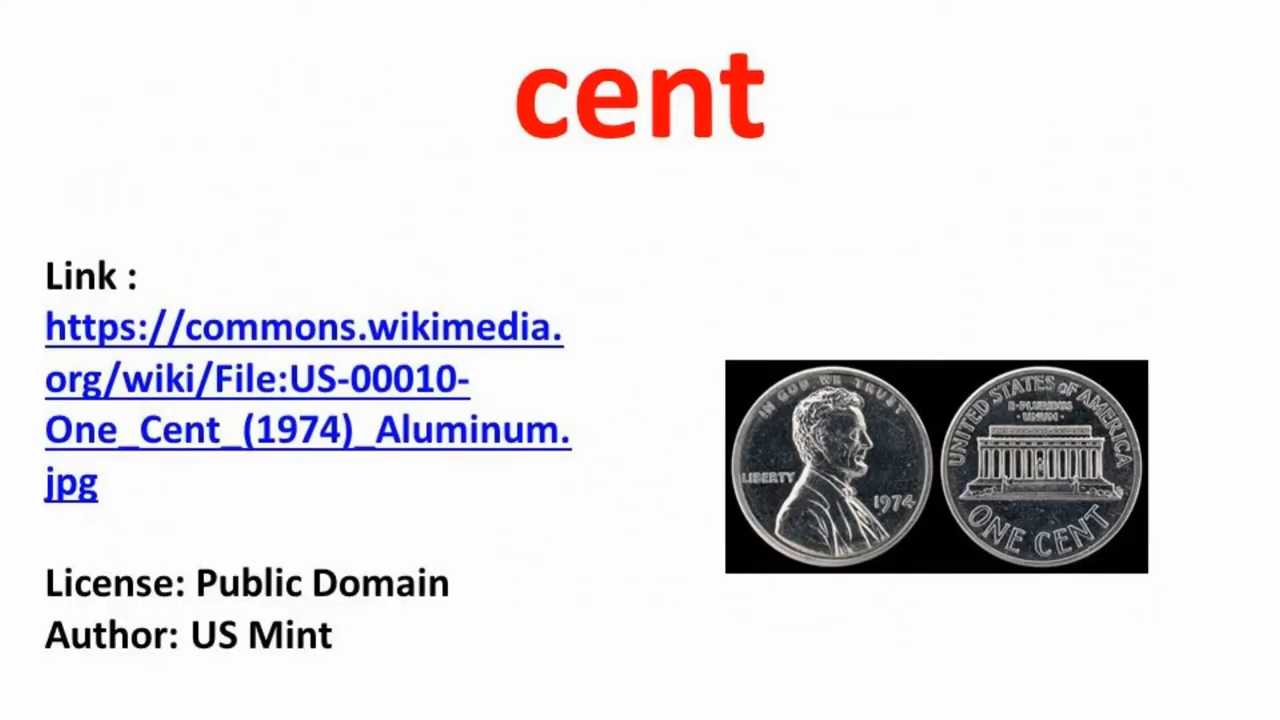 cent
Link :
https://commons.wikimedia.
org/wiki/File:US-00010-
One_Cent_(1974)_Aluminum.
jpg
IN GOD WE TRUST
LIBERTY
1974
UNITED STATES of AMERICA
E·PLURIBUS
·UNUM·
ONE CENT
License: Public Domain
Author: US Mint